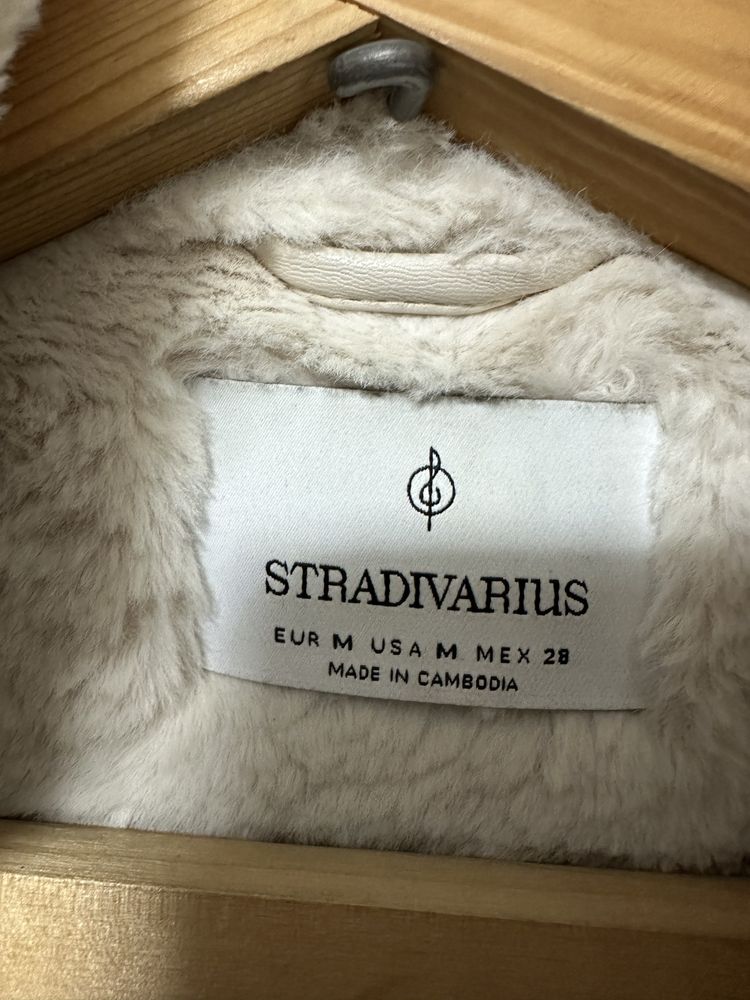 STRADIVARIUS
EUR M USA M MEX 28
MADE IN CAMBODIA